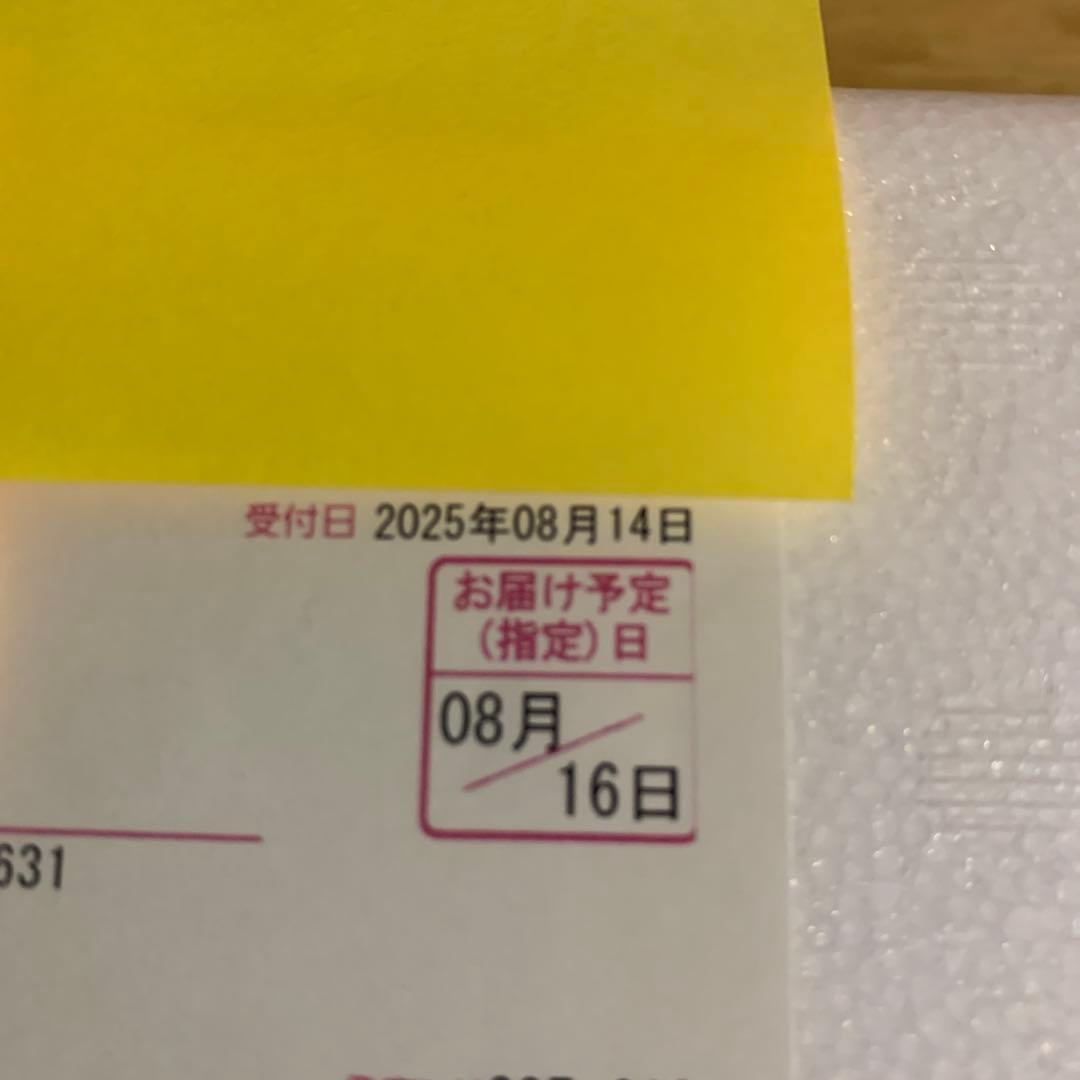 受付日 2025年08月14日
お届け予定
(指定)日
08月
16日
631